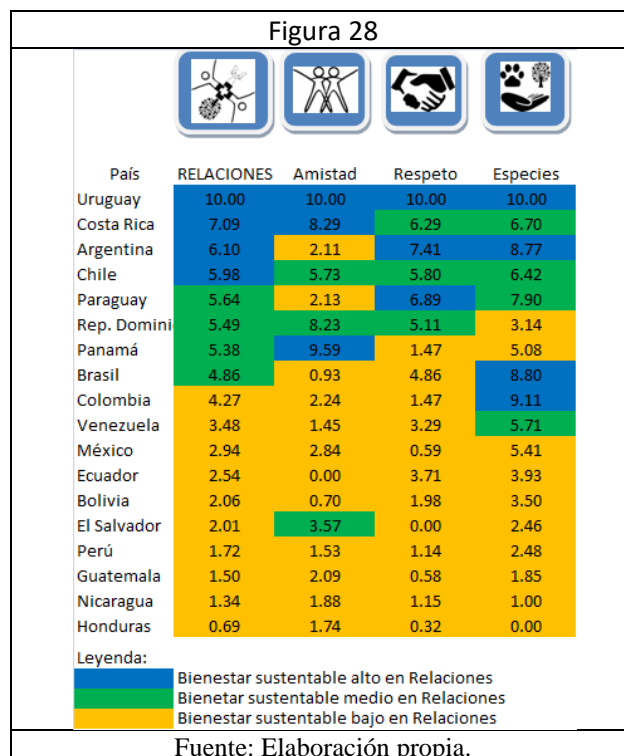 Figura 28
País RELACIONES Amistad Respeto Especies
Uruguay 10.00 10.00 10.00 10.00
Costa Rica 7.09 8.29 6.29 6.70
Argentina 6.10 2.11 7.41 8.77
Chile 5.98 5.73 5.80 6.42
Paraguay 5.64 2.13 6.89 7.90
Rep. Domini 5.49 8.23 5.11 3.14
Panamá 5.38 9.59 1.47 5.08
Brasil 4.86 0.93 4.86 8.80
Colombia 4.27 2.24 1.47 9.11
Venezuela 3.48 1.45 3.29 5.71
México 2.94 2.84 0.59 5.41
Ecuador 2.54 0.00 3.71 3.93
Bolivia 2.06 0.70 1.98 3.50
El Salvador 2.01 3.57 0.00 2.46
Perú 1.72 1.53 1.14 2.48
Guatemala 1.50 2.09 0.58 1.85
Nicaragua 1.34 1.88 1.15 1.00
Honduras 0.69 1.74 0.32 0.00
Leyenda:
Bienestar sustentable alto en Relaciones
Bienetar sustentable medio en Relaciones
Bienestar sustentable bajo en Relaciones
Fuente: Elaboración propia.